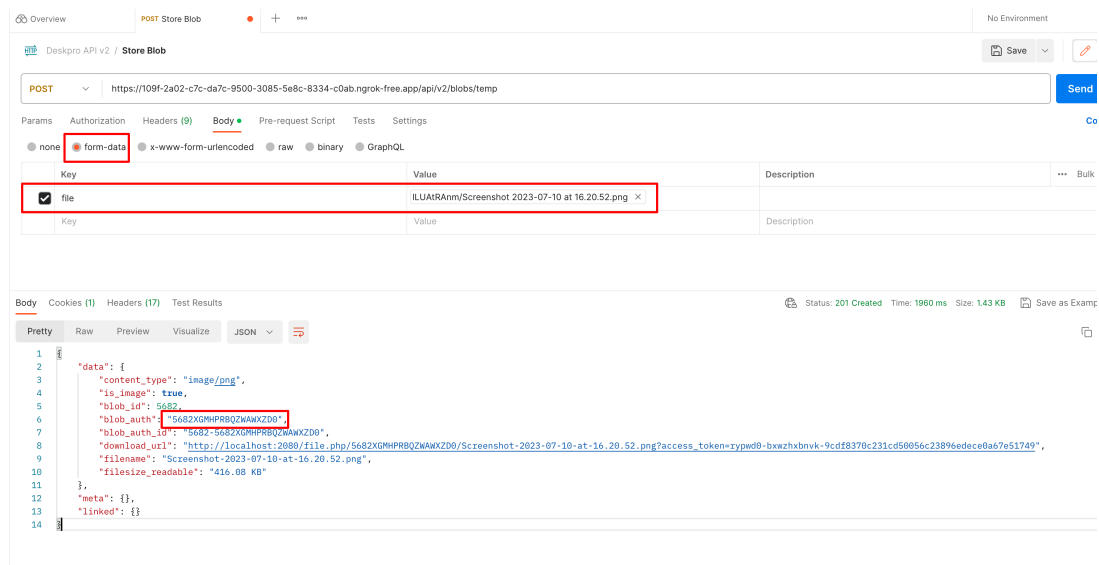 Overview POST Store Blob No Environment
HTTP Deskpro API v2 / Store Blob Save
POST https://109f-2a02-c7c-da7c-9500-3085-5e8c-8334-c0ab.ngrok-free.app/api/v2/blobs/temp Send
Params Authorization Headers (9) Body Pre-request Script Tests Settings Co
none form-data x-www-form-urlencoded raw binary GraphQL
Key Value Description Bulk
file ILUAtRAnm/Screenshot 2023-07-10 at 16.20.52.png
Key Value Description
Body Cookies (1) Headers (17) Test Results Status: 201 Created Time: 1960 ms Size: 1.43 KB Save as Examp
Pretty Raw Preview Visualize JSON
1 {
2 "data": {
3 "content_type": "image/png",
4 "is_image": true,
5 "blob_id": 5682,
6 "blob_auth": "5682XGMHPRBQZWAWXZD0",
7 "blob_auth_id": "5682-5682XGMHPRBQZWAWXZD0",
8 "download_url": "http://localhost:2080/file.php/5682XGMHPRBQZWAWXZD0/Screenshot-2023-07-10-at-16.20.52.png?access_token=rypwd0-bxwzhxbnvk-9cdf8370c231cd50056c23896edece0a67e51749",
9 "filename": "Screenshot-2023-07-10-at-16.20.52.png",
10 "filesize_readable": "416.08 KB"
11 },
12 "meta": {},
13 "linked": {}
14 }